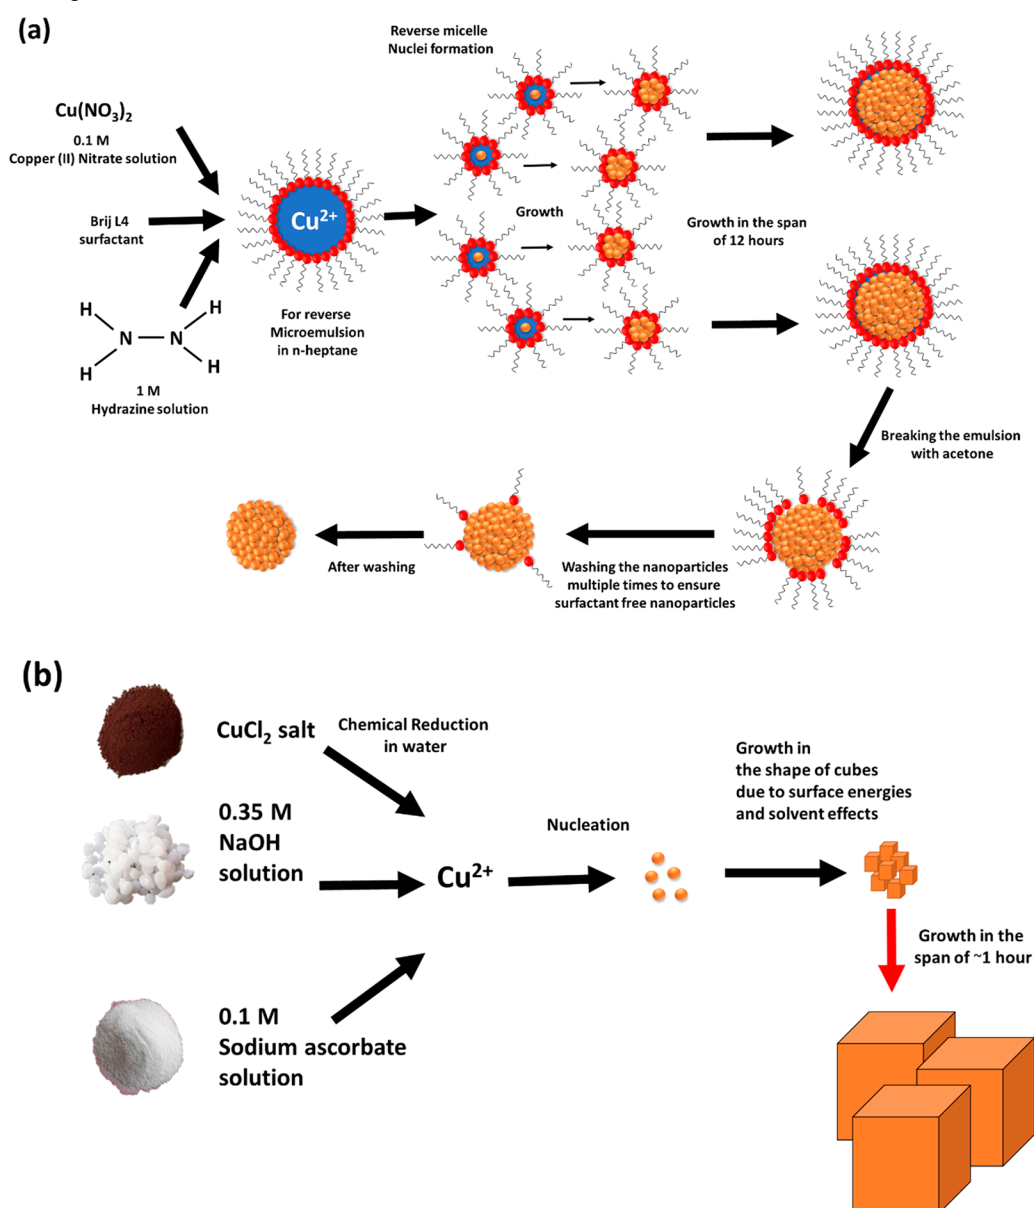 (a)
Reverse micelle
Nuclei formation
Cu(NO₃)₂
0.1 M
Copper (II) Nitrate solution
Brij L4
surfactant
Cu²⁺
Growth
Growth in the span
of 12 hours
H
H
N
N
H
H
For reverse
Microemulsion
in n-heptane
1 M
Hydrazine solution
Breaking the emulsion
with acetone
After washing
Washing the nanoparticles
multiple times to ensure
surfactant free nanoparticles
(b)
CuCl₂ salt
Chemical Reduction
in water
0.35 M
NaOH
solution
Cu²⁺
Nucleation
Growth in
the shape of cubes
due to surface energies
and solvent effects
Growth in the
span of ~1 hour
0.1 M
Sodium ascorbate
solution